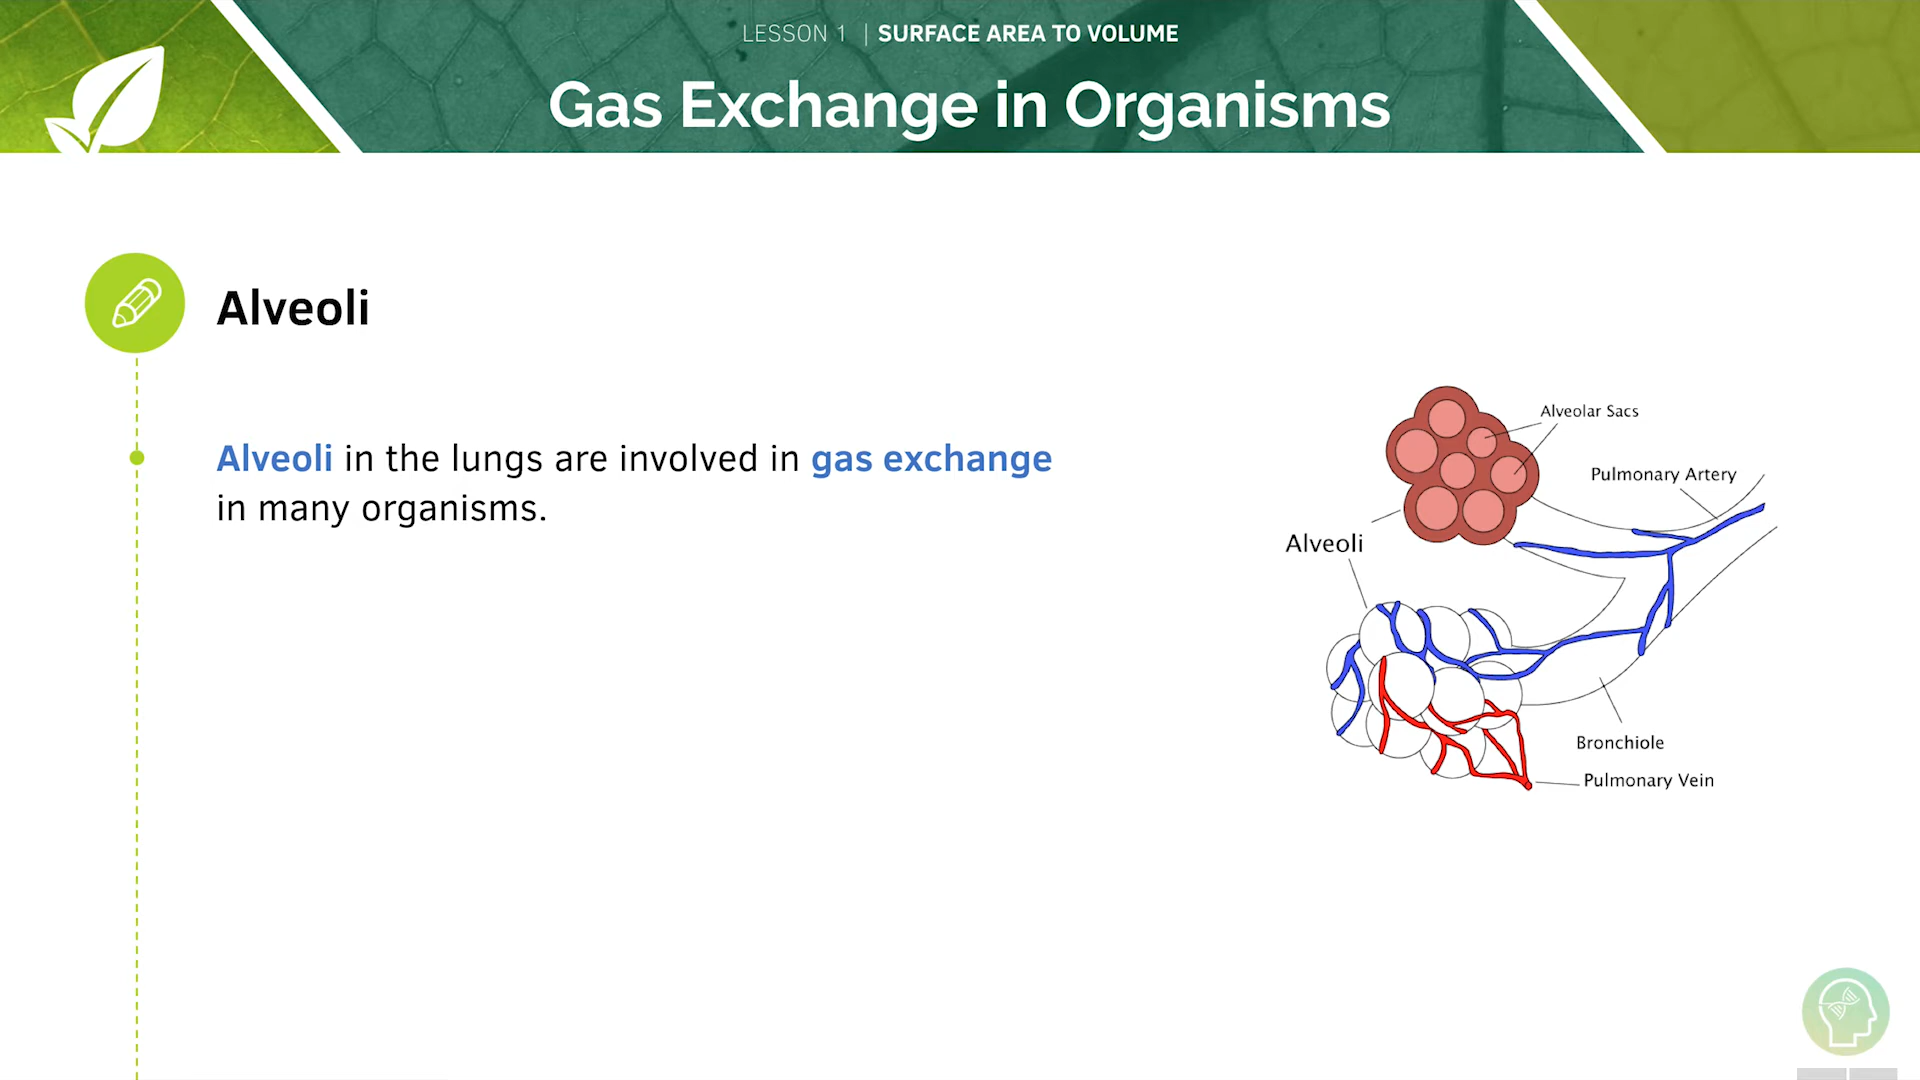 LESSON 1 | SURFACE AREA TO VOLUME
Gas Exchange in Organisms
Alveoli
Alveoli in the lungs are involved in gas exchange
in many organisms.
Alveolar Sacs
Pulmonary Artery
Alveoli
Bronchiole
Pulmonary Vein